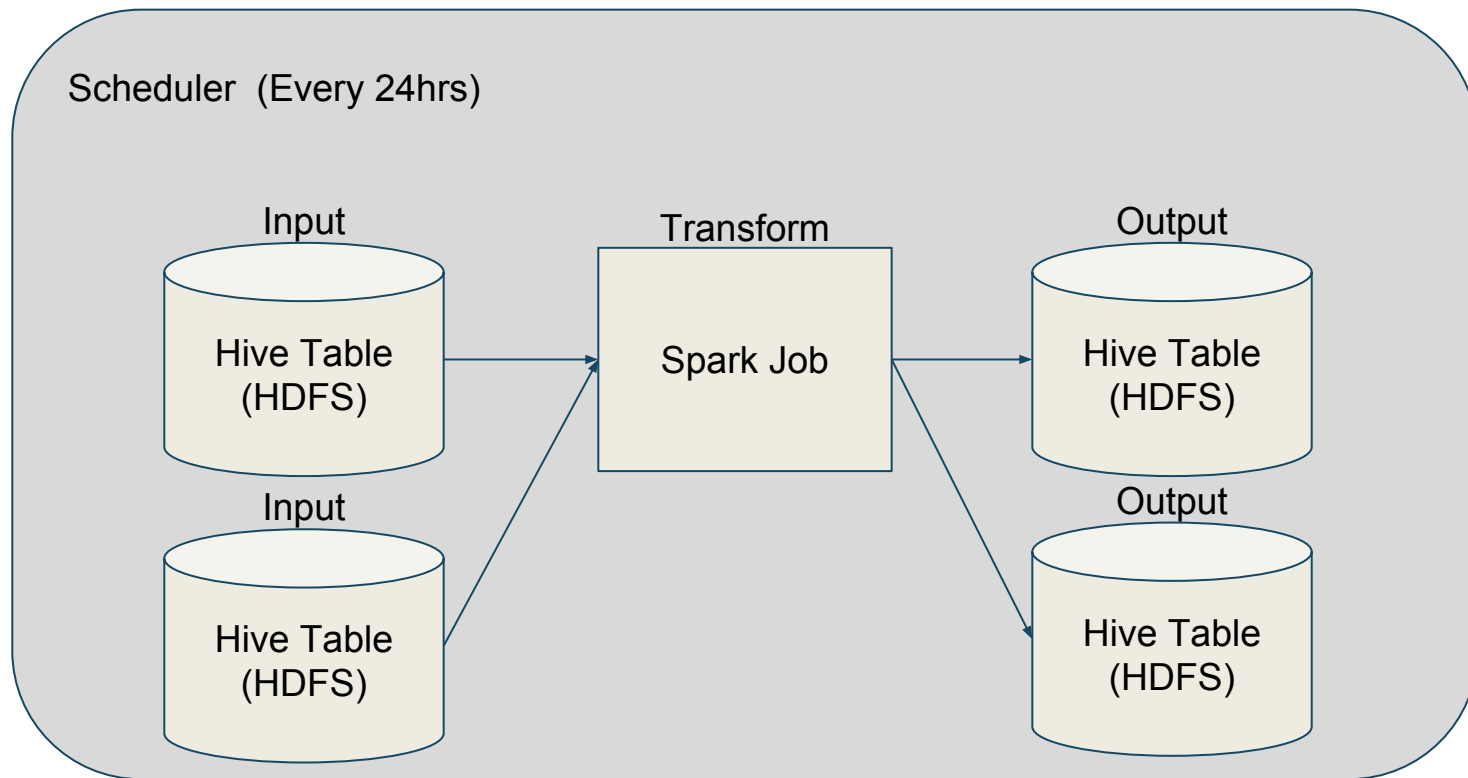 Scheduler  (Every 24hrs)
Input
Transform
Output
Hive Table
(HDFS)
Spark Job
Hive Table
(HDFS)
Input
Output
Hive Table
(HDFS)
Hive Table
(HDFS)